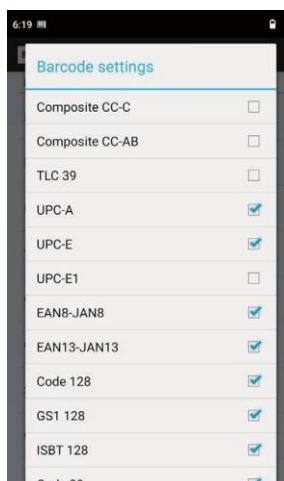 6:19
Barcode settings
Composite CC-C
Composite CC-AB
TLC 39
UPC-A
UPC-E
UPC-E1
EAN8-JAN8
EAN13-JAN13
Code 128
GS1 128
ISBT 128